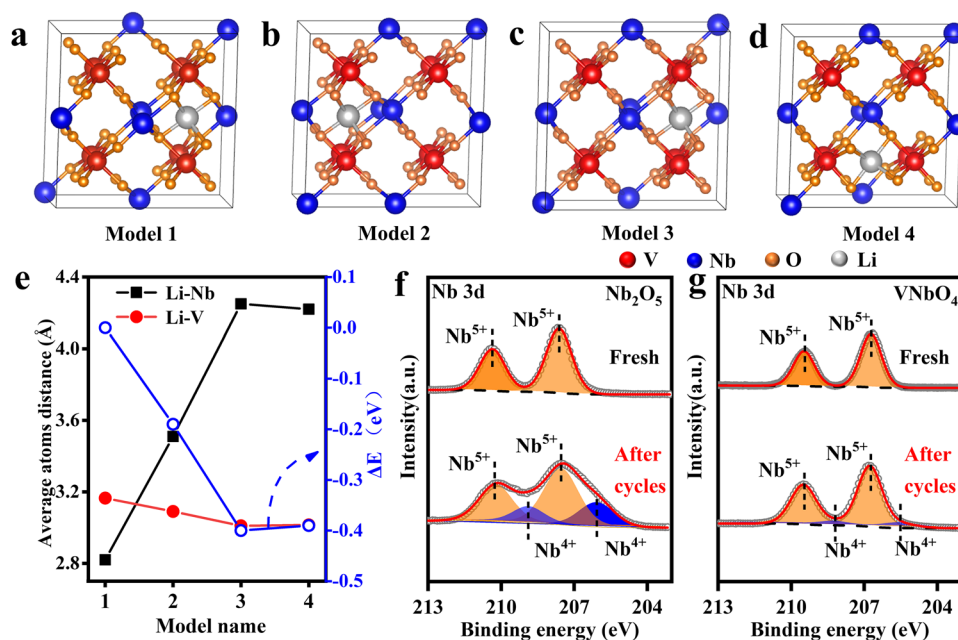 a
b
c
d
Model 1
Model 2
Model 3
Model 4
V
Nb
O
Li
e
Li-Nb
Li-V
4.4
4.0
3.6
3.2
2.8
Average atoms distance (Å)
0.1
0.0
-0.1
-0.2
-0.3
-0.4
-0.5
ΔE (eV)
1 2 3 4
Model name
f
Nb 3d
Nb₂O₅
Nb⁵⁺
Nb⁵⁺
Fresh
Nb⁵⁺
Nb⁵⁺
After
cycles
Nb⁴⁺
Nb⁴⁺
Intensity(a.u.)
213 210 207 204
Binding energy (eV)
g
Nb 3d
VNbO₄
Nb⁵⁺
Nb⁵⁺
Fresh
Nb⁵⁺
Nb⁵⁺
After
cycles
Nb⁴⁺
Nb⁴⁺
Intensity(a.u.)
213 210 207 204
Binding energy (eV)